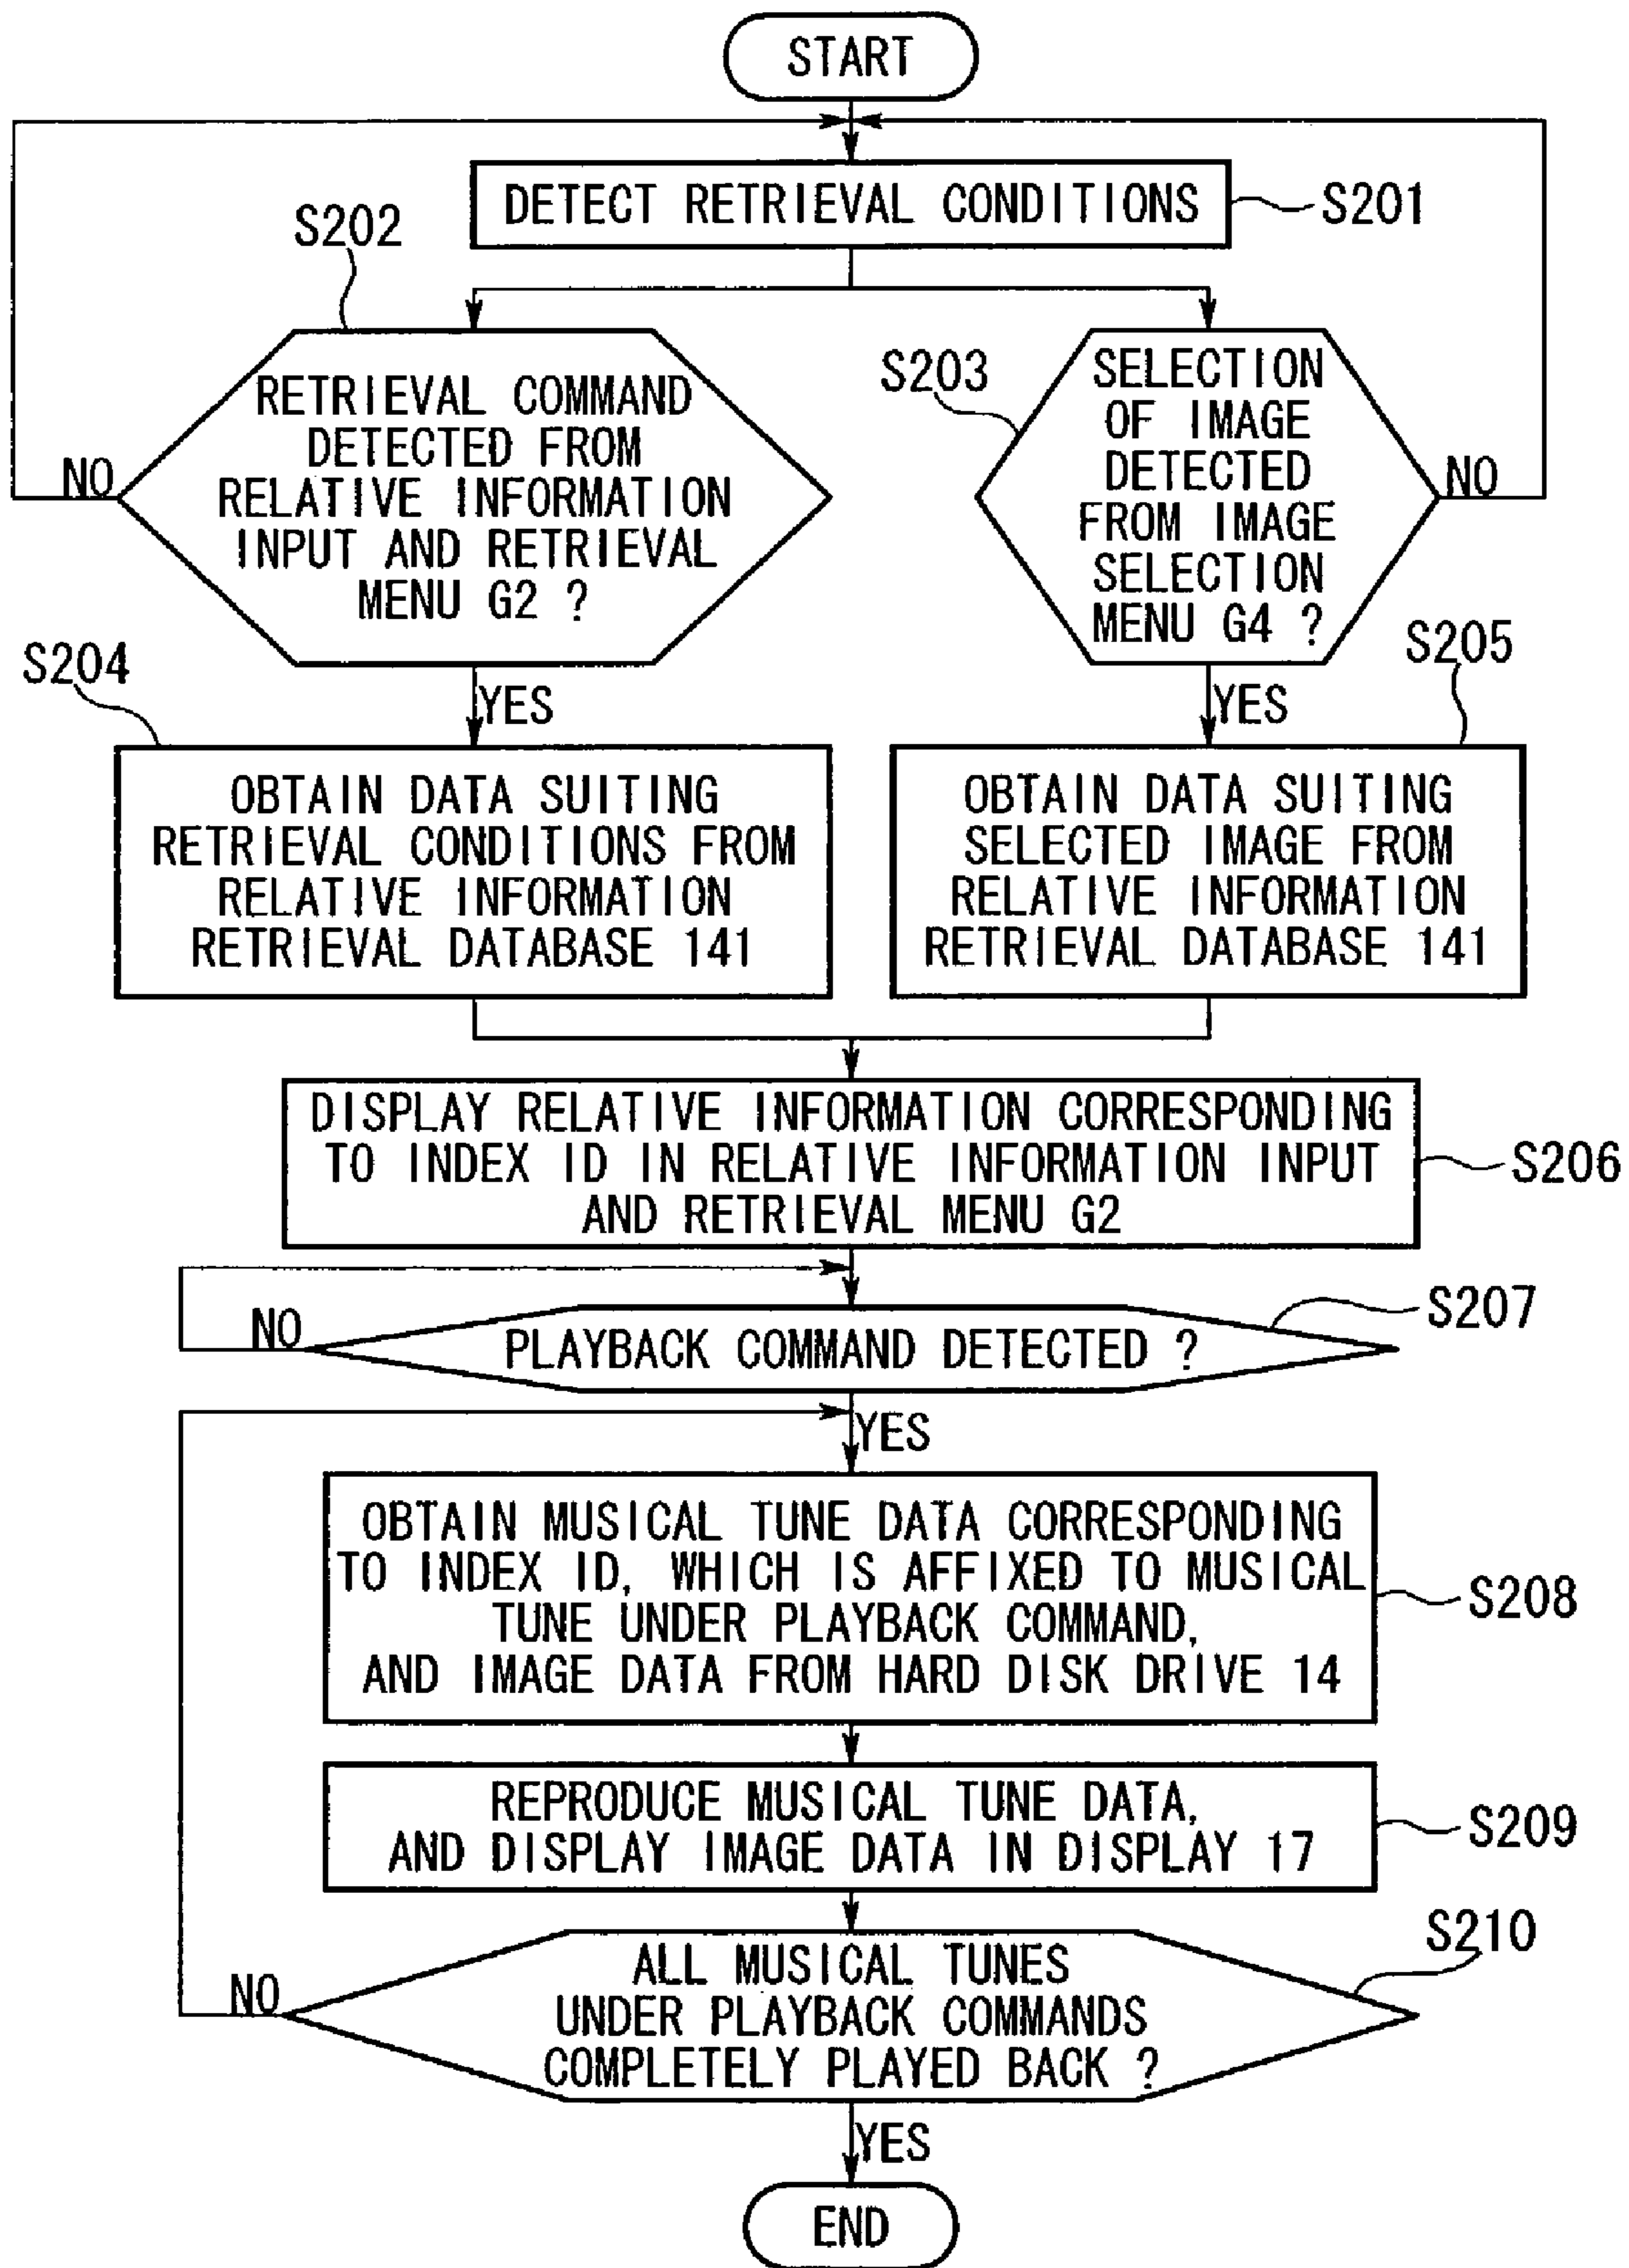 START
DETECT RETRIEVAL CONDITIONS
S201
S202
RETRIEVAL COMMAND
DETECTED FROM
RELATIVE INFORMATION
INPUT AND RETRIEVAL
MENU G2 ?
NO
S203
SELECTION
OF IMAGE
DETECTED
FROM IMAGE
SELECTION
MENU G4 ?
NO
S204
YES
OBTAIN DATA SUITING
RETRIEVAL CONDITIONS FROM
RELATIVE INFORMATION
RETRIEVAL DATABASE 141
S205
YES
OBTAIN DATA SUITING
SELECTED IMAGE FROM
RELATIVE INFORMATION
RETRIEVAL DATABASE 141
DISPLAY RELATIVE INFORMATION CORRESPONDING
TO INDEX ID IN RELATIVE INFORMATION INPUT
AND RETRIEVAL MENU G2
S206
NO
PLAYBACK COMMAND DETECTED ?
S207
YES
OBTAIN MUSICAL TUNE DATA CORRESPONDING
TO INDEX ID, WHICH IS AFFIXED TO MUSICAL
TUNE UNDER PLAYBACK COMMAND,
AND IMAGE DATA FROM HARD DISK DRIVE 14
S208
REPRODUCE MUSICAL TUNE DATA,
AND DISPLAY IMAGE DATA IN DISPLAY 17
S209
NO
ALL MUSICAL TUNES
UNDER PLAYBACK COMMANDS
COMPLETELY PLAYED BACK ?
S210
YES
END